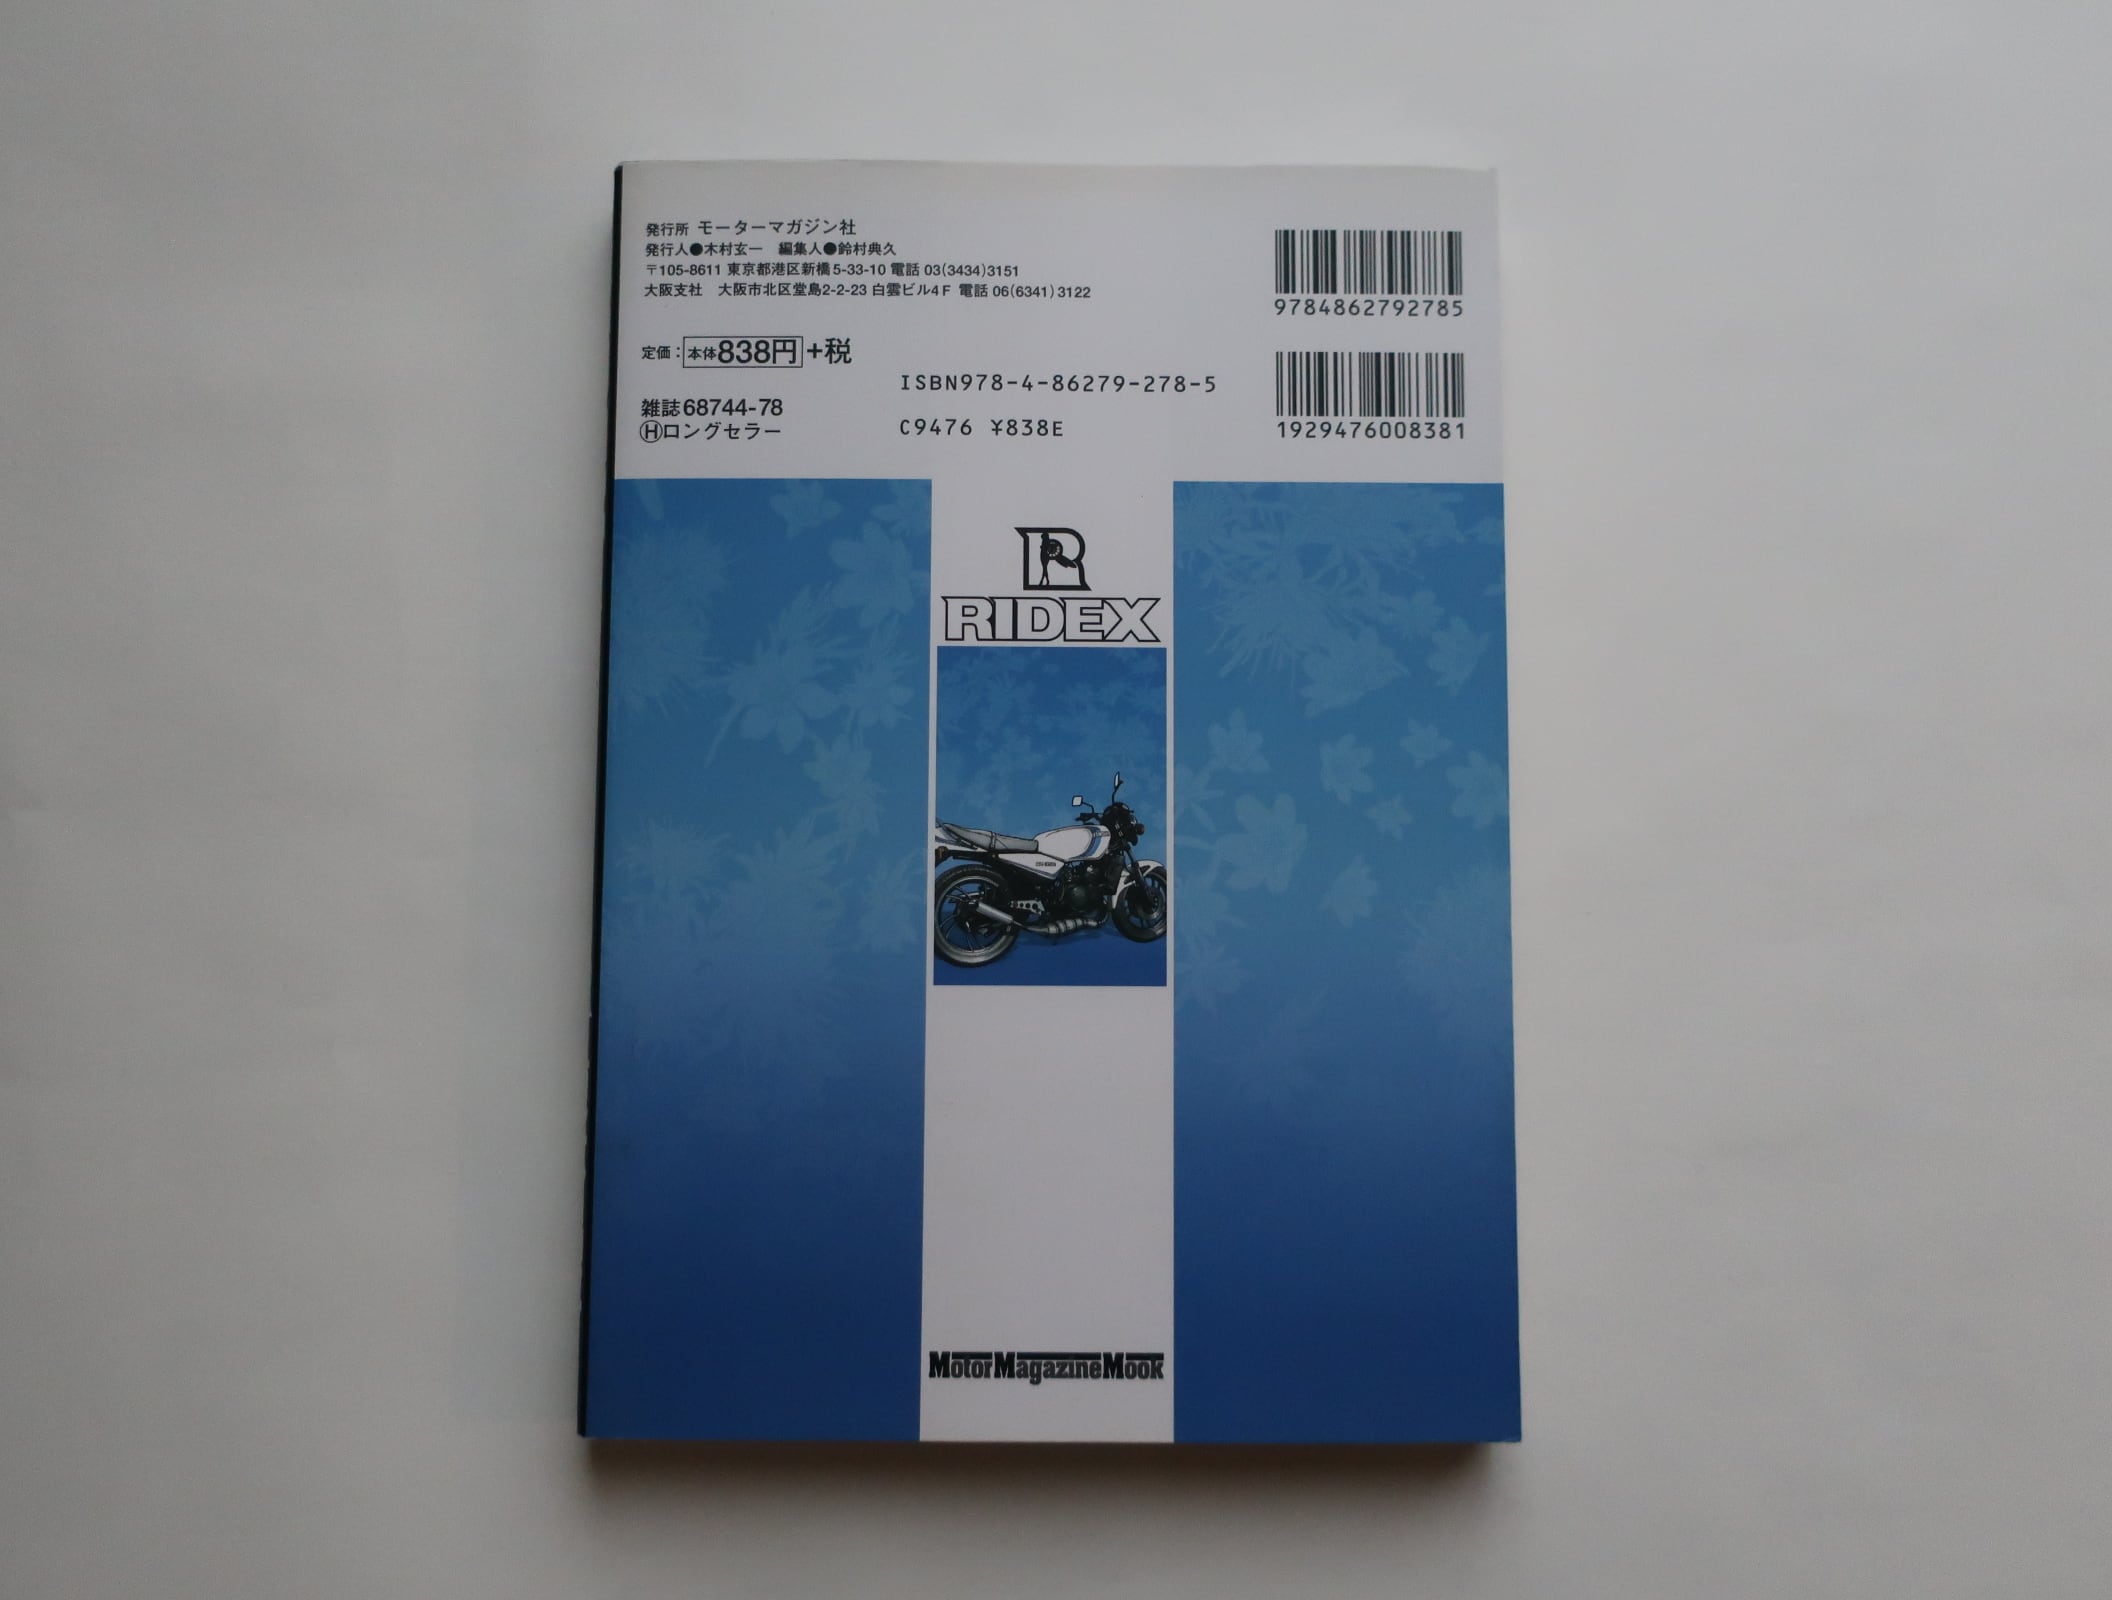 発行所 モーターマガジン社
発行人●木村玄一 編集人●鈴村典久
〒105-8611 東京都港区新橋5-33-10 電話 03(3434)3151
大阪支社 大阪市北区堂島2-2-23 白雲ビル4F 電話 06(6341)3122
定価：本体838円+税
雑誌68744-78
Ⓗロングセラー
ISBN978-4-86279-278-5
C9476 ¥838E
9784862792785
1929476008381
R
RIDEX
MotorMagazineMook